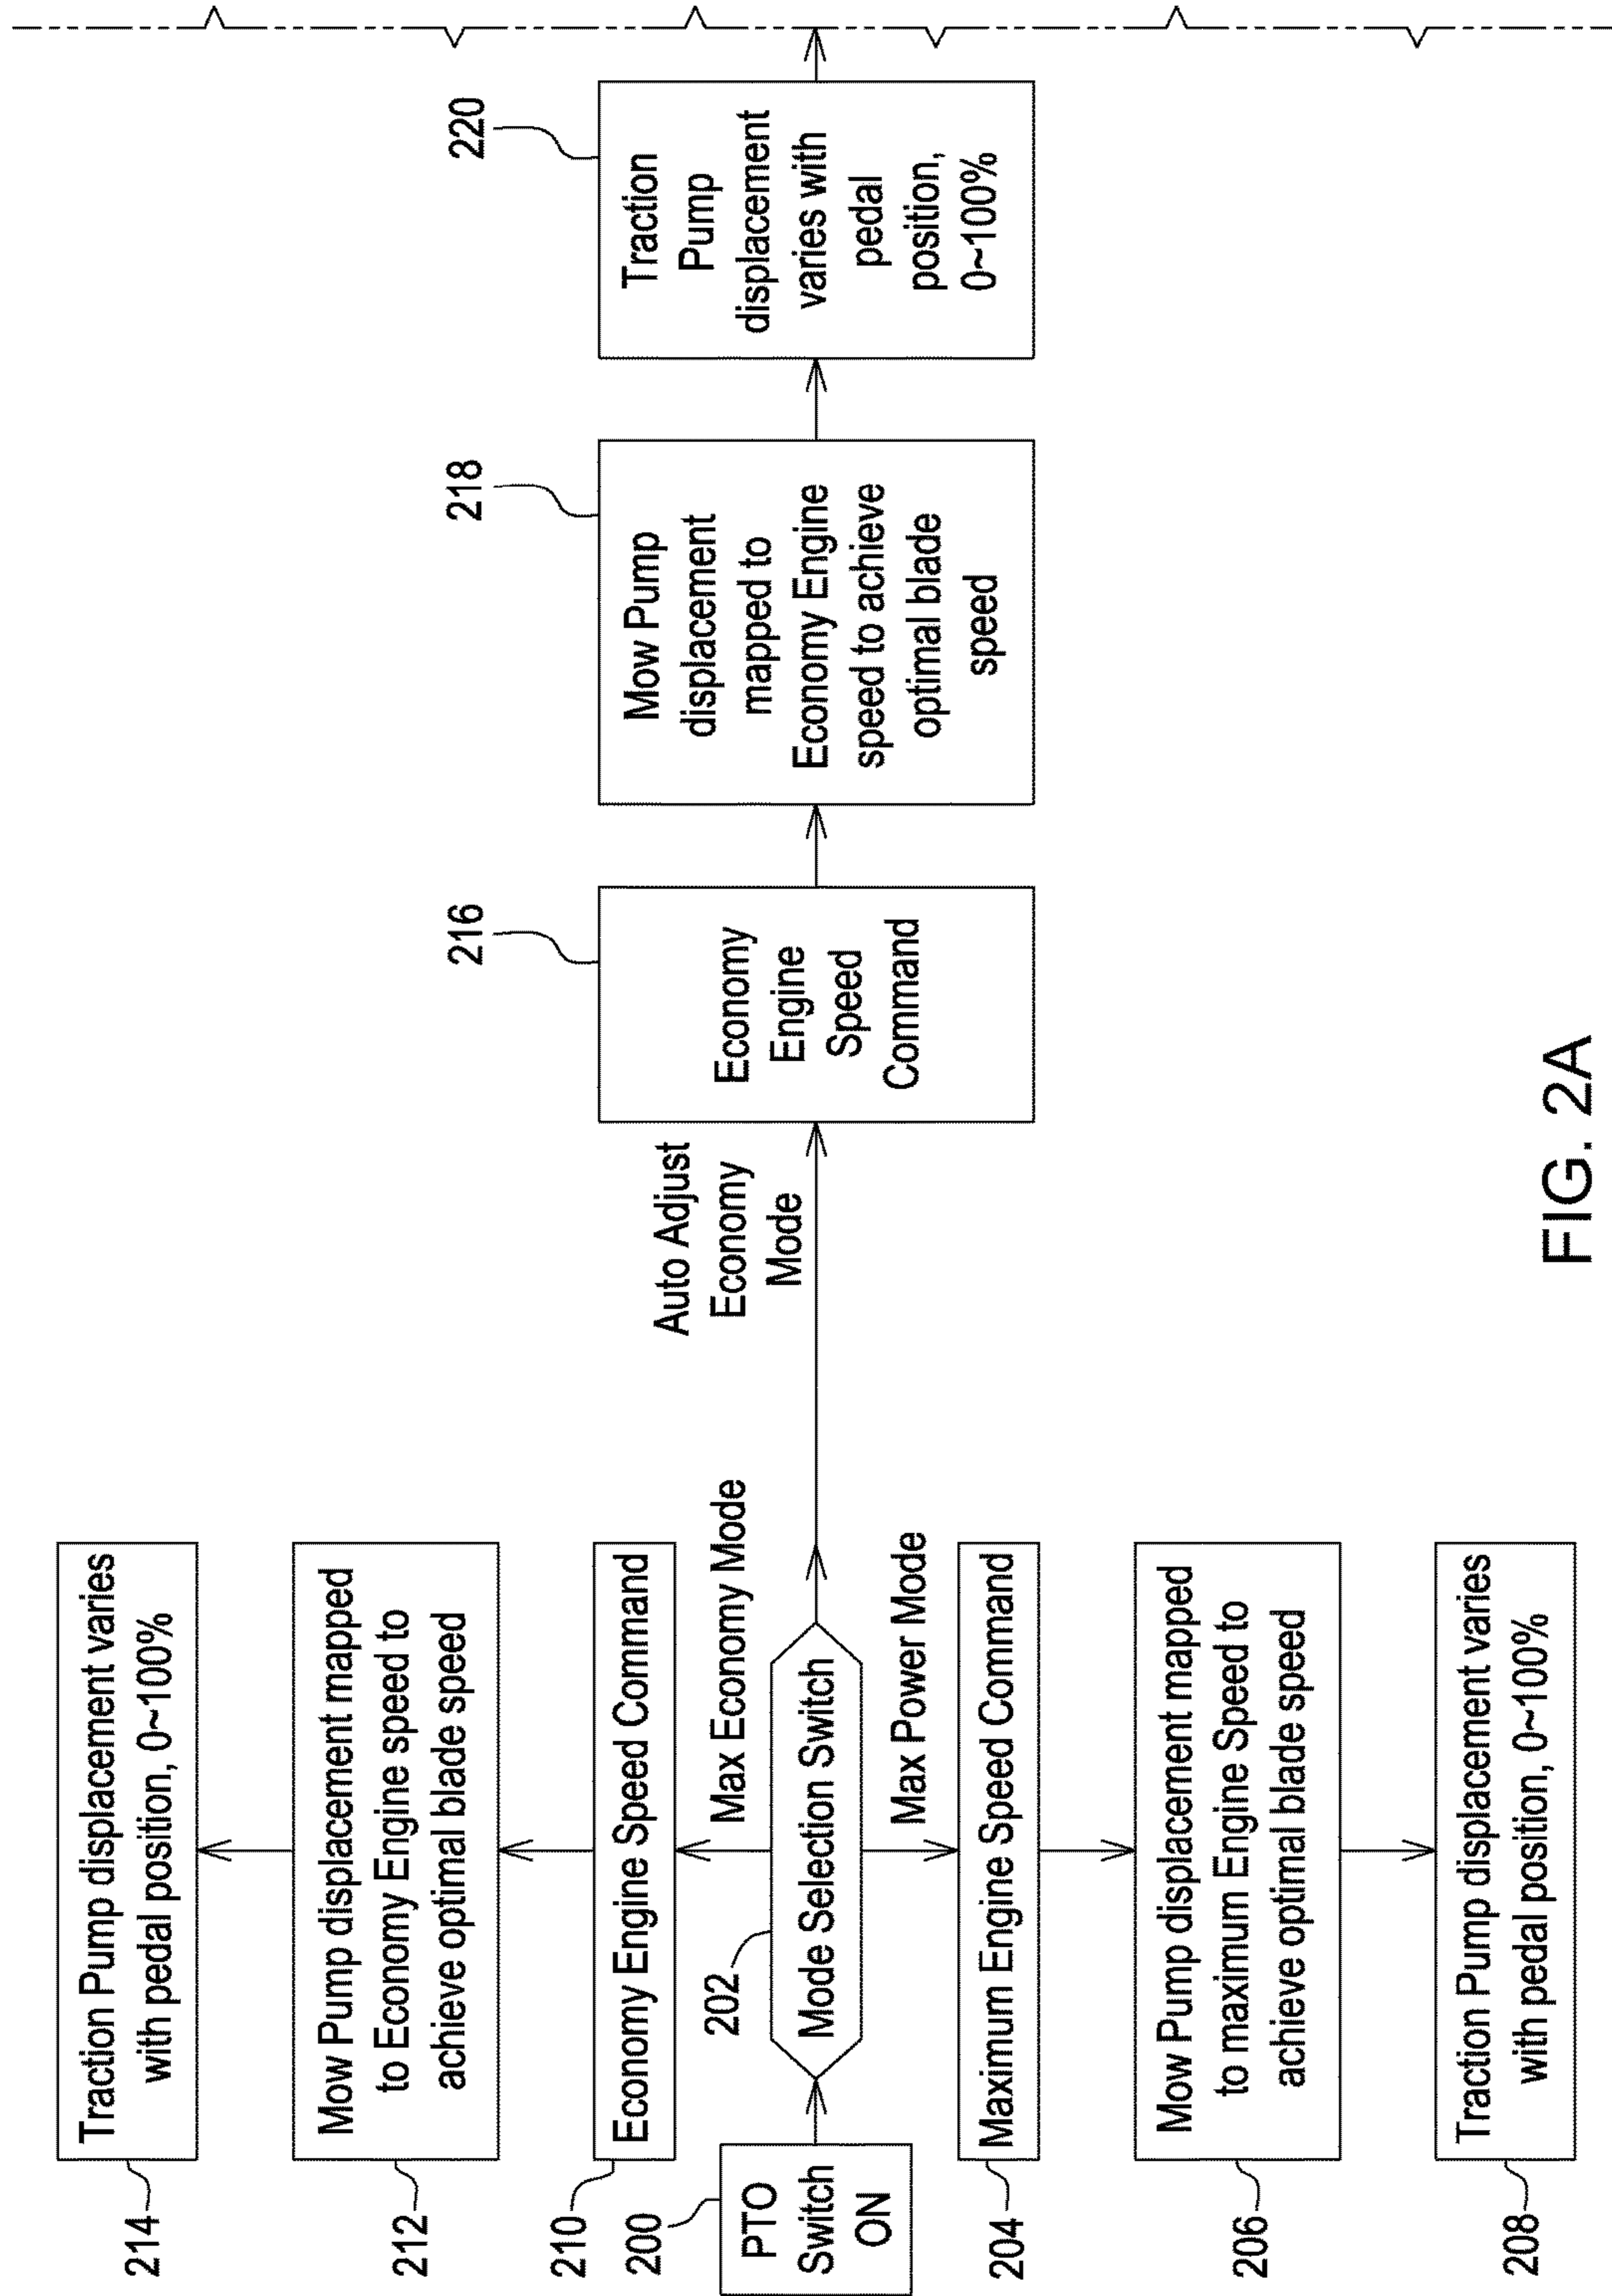 214
Traction Pump displacement varies
with pedal position, 0~100%
212
Mow Pump displacement mapped
to Economy Engine speed to
achieve optimal blade speed
210
Economy Engine Speed Command
Max Economy Mode
200
PTO
Switch
ON
202
Mode Selection Switch
Max Power Mode
204
Maximum Engine Speed Command
206
Mow Pump displacement mapped
to maximum Engine Speed to
achieve optimal blade speed
208
Traction Pump displacement varies
with pedal position, 0~100%
Auto Adjust
Economy
Mode
216
Economy
Engine
Speed
Command
218
Mow Pump
displacement
mapped to
Economy Engine
speed to achieve
optimal blade
speed
220
Traction
Pump
displacement
varies with
pedal
position,
0~100%
FIG. 2A